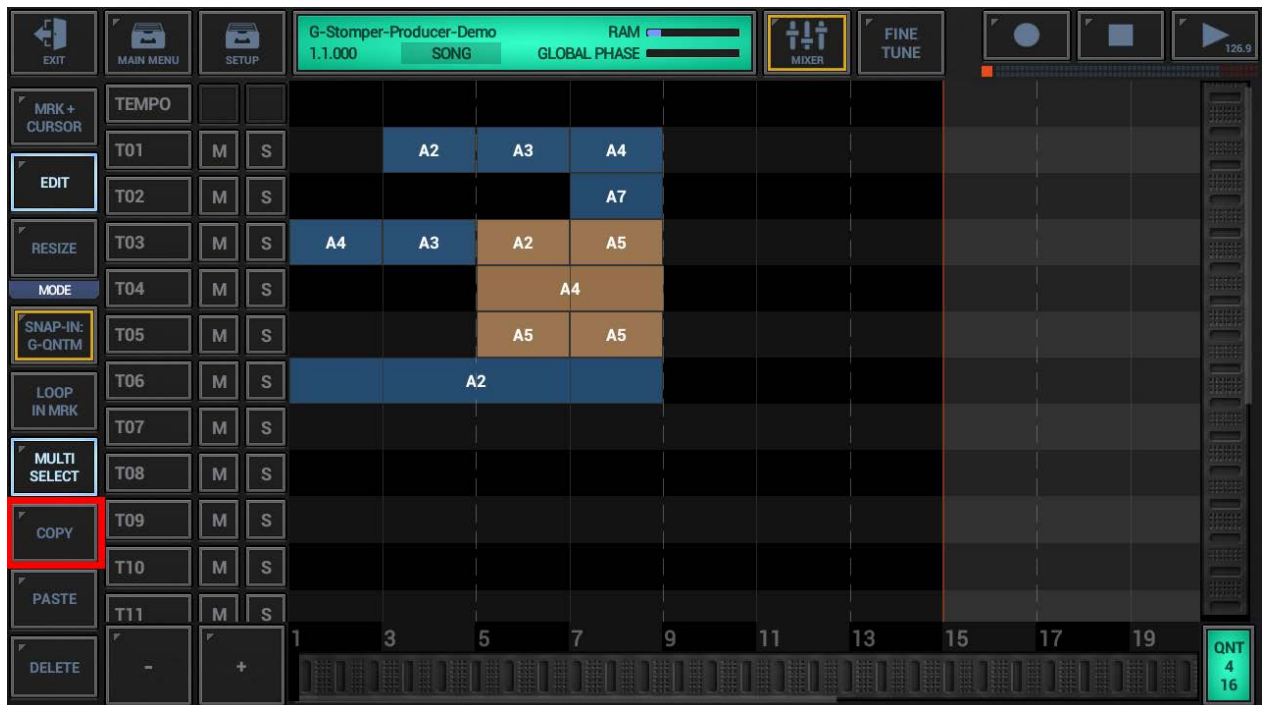 EXIT
MAIN MENU
SETUP
G-Stomper-Producer-Demo
RAM
1.1.000
SONG
GLOBAL PHASE
MIXER
FINE
TUNE
126.9
MRK +
CURSOR
EDIT
RESIZE
MODE
SNAP-IN:
G-QNTM
LOOP
IN MRK
MULTI
SELECT
COPY
PASTE
DELETE
TEMPO
T01 M S A2 A3 A4
T02 M S A7
T03 M S A4 A3 A2 A5
T04 M S A4
T05 M S A5 A5
T06 M S A2
T07 M S
T08 M S
T09 M S
T10 M S
T11 M S
- +
1 3 5 7 9 11 13 15 17 19
QNT
4
16